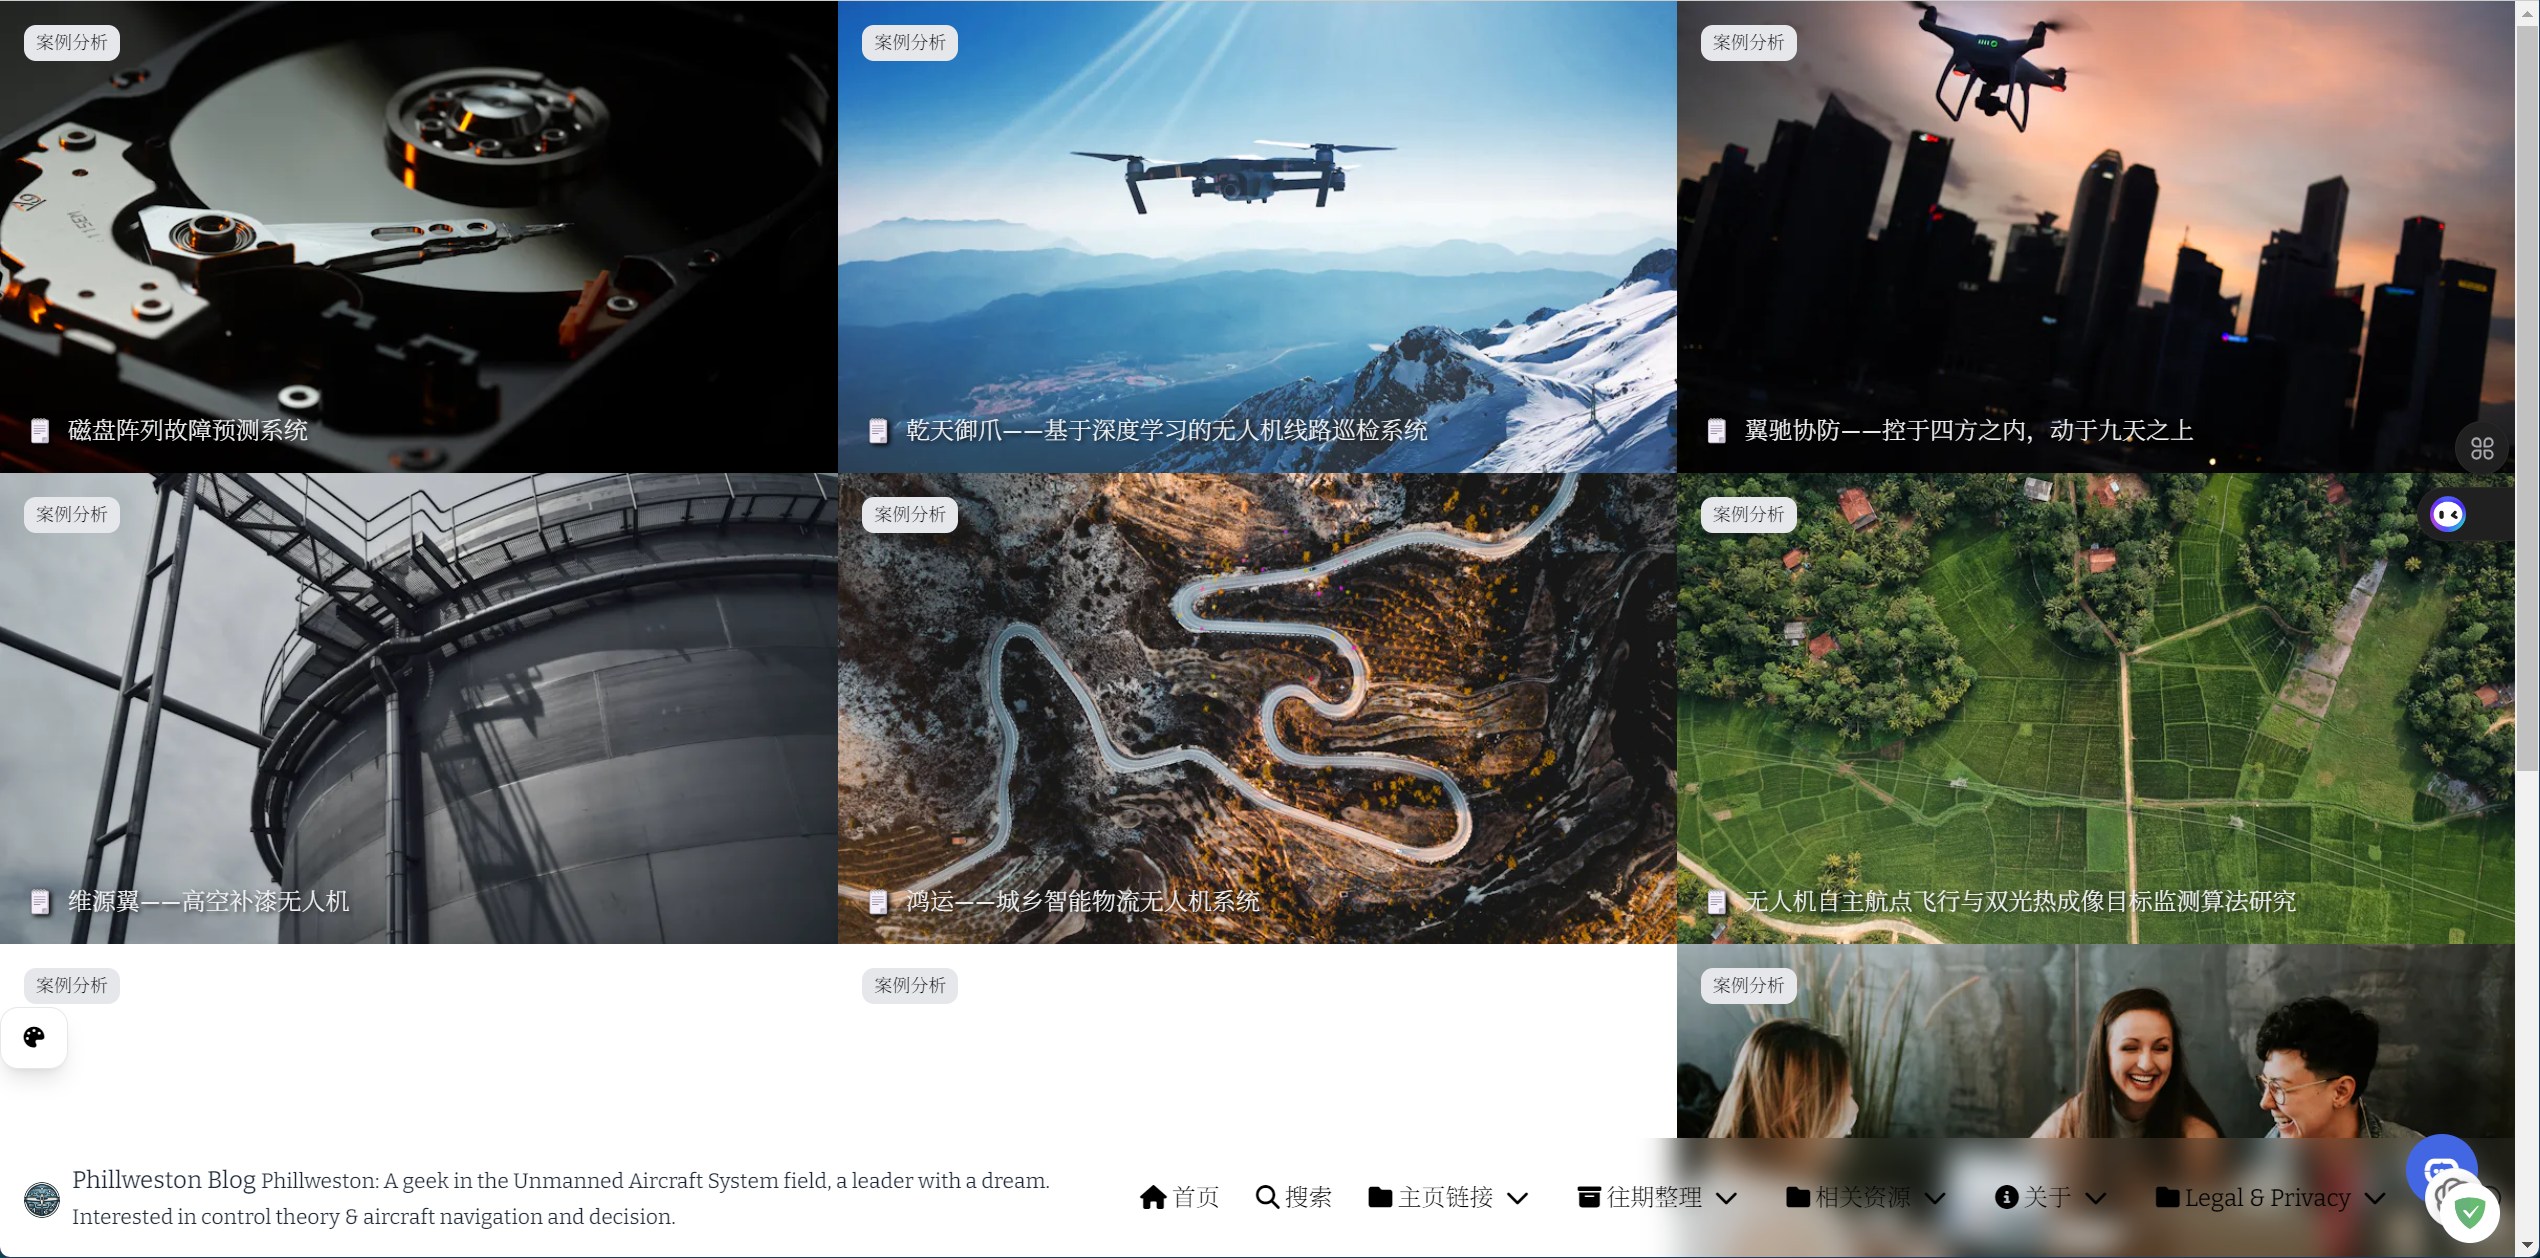 案例分析
案例分析
案例分析
磁盘阵列故障预测系统
乾天御爪——基于深度学习的无人机线路巡检系统
翼驰协防——控于四方之内，动于九天之上
案例分析
案例分析
案例分析
维源翼——高空补漆无人机
鸿运——城乡智能物流无人机系统
无人机自主航点飞行与双光热成像目标监测算法研究
案例分析
案例分析
案例分析
Phillweston Blog Phillweston: A geek in the Unmanned Aircraft System field, a leader with a dream.
Interested in control theory & aircraft navigation and decision.
首页 搜索 主页链接 往期整理 相关资源 关于 Legal & Privacy